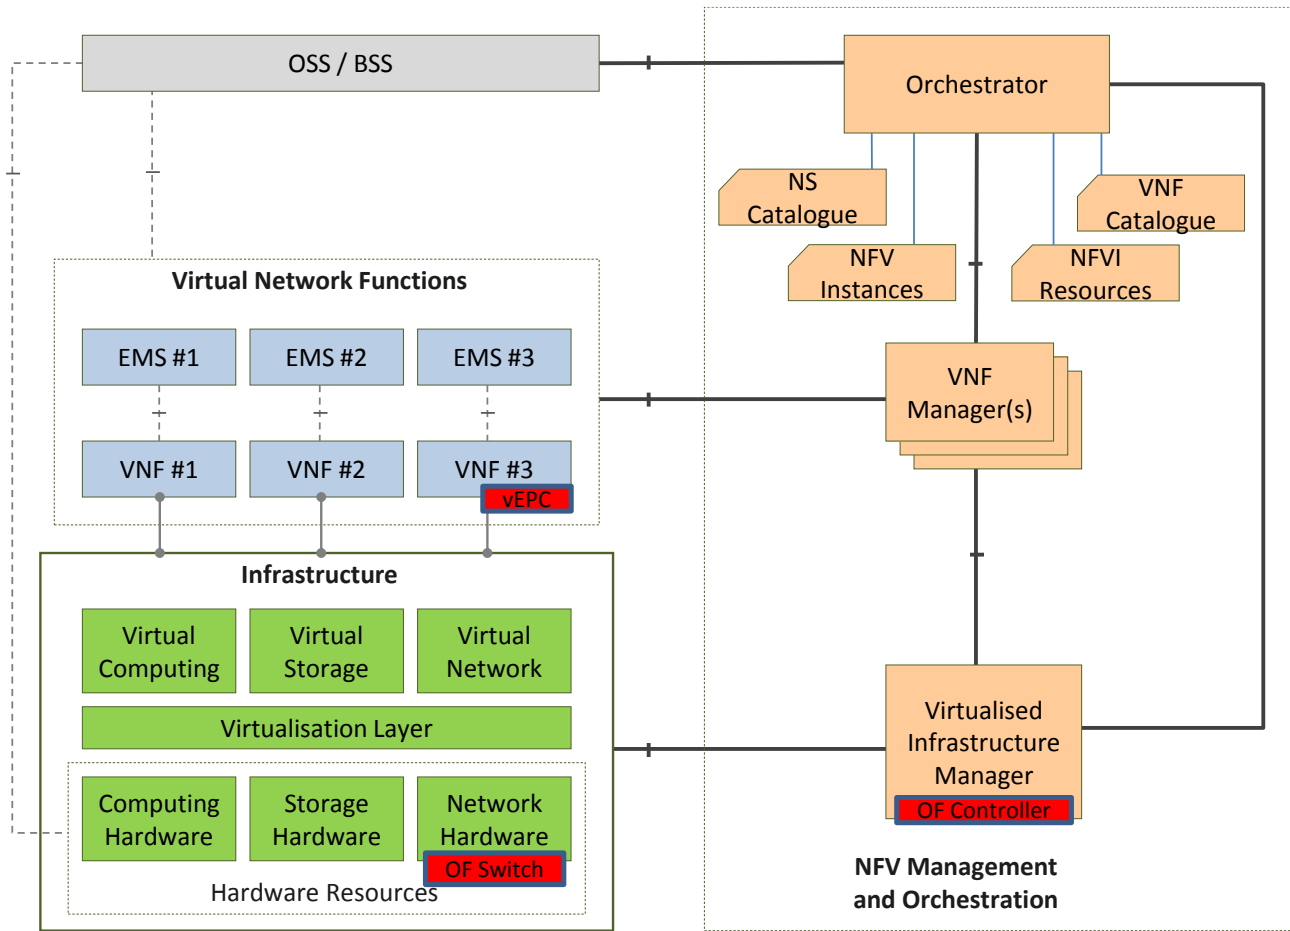 OSS / BSS
Orchestrator
NS
Catalogue
VNF
Catalogue
NFV
Instances
NFVI
Resources
Virtual Network Functions
EMS #1
EMS #2
EMS #3
VNF
Manager(s)
VNF #1
VNF #2
VNF #3
vEPC
Infrastructure
Virtual
Computing
Virtual
Storage
Virtual
Network
Virtualisation Layer
Virtualised
Infrastructure
Manager
OF Controller
Computing
Hardware
Storage
Hardware
Network
Hardware
OF Switch
Hardware Resources
NFV Management
and Orchestration